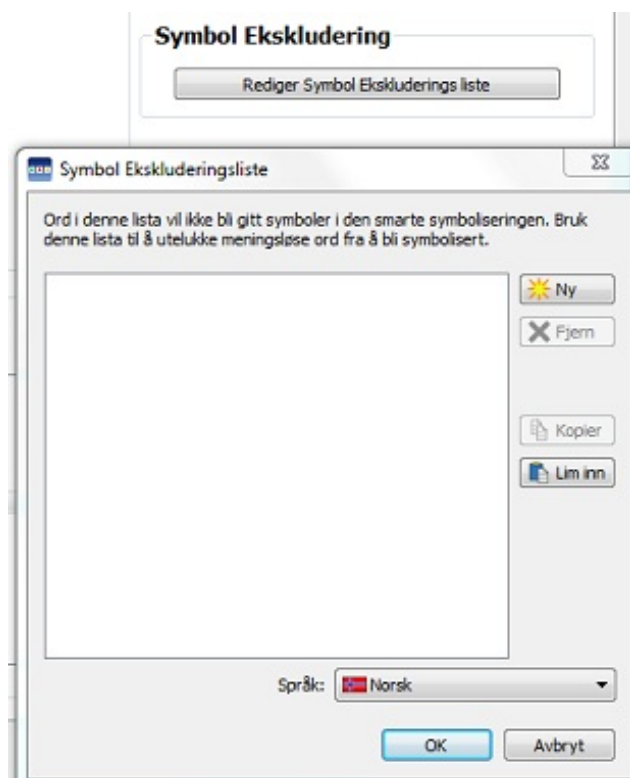 Symbol Ekskludering
Rediger Symbol Ekskluderings liste
Symbol Ekskluderingsliste
Ord i denne lista vil ikke bli gitt symboler i den smarte symboliseringen. Bruk
denne lista til å utelukke meningsløse ord fra å bli symbolisert.
Ny
Fjern
Kopier
Lim inn
Språk: Norsk
OK Avbryt